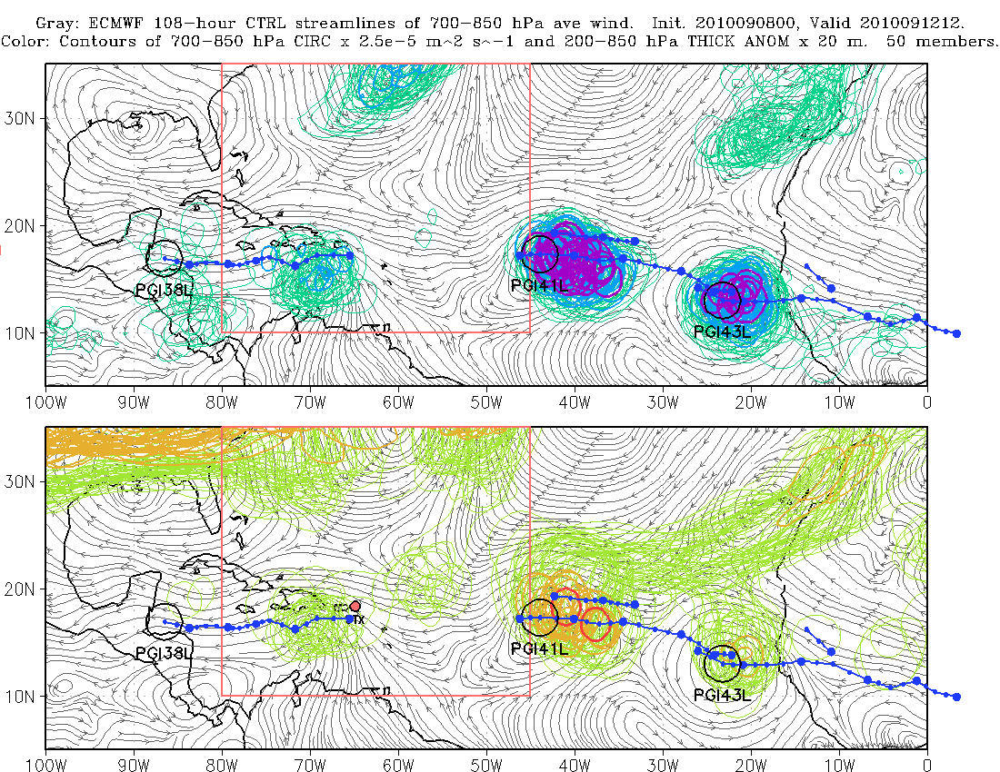 Gray: ECMWF 108-hour CTRL streamlines of 700-850 hPa ave wind.  Init. 2010090800, Valid 2010091212.
Color: Contours of 700-850 hPa CIRC x 2.5e-5 m^2 s^-1 and 200-850 hPa THICK ANOM x 20 m.  50 members.
30N
20N
10N
PGI38L
PGI41L
PGI43L
100W 90W 80W 70W 60W 50W 40W 30W 20W 10W 0
30N
20N
10N
TX
PGI38L
PGI41L
PGI43L
100W 90W 80W 70W 60W 50W 40W 30W 20W 10W 0